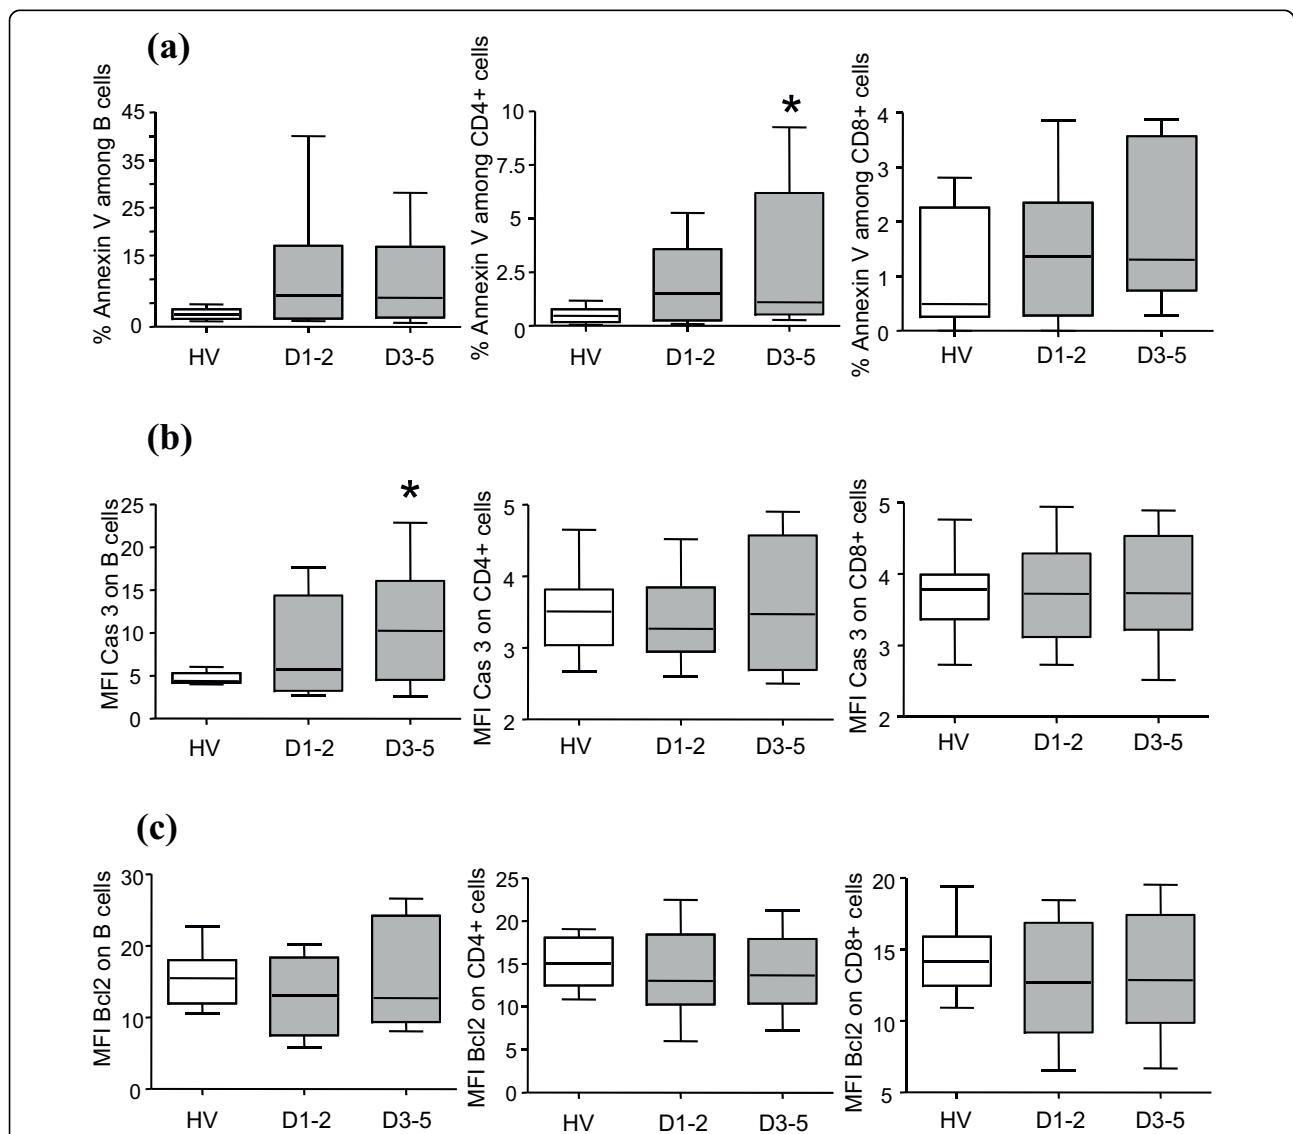 (a)
% Annexin V among B cells
45
35
25
15
5
0
HV D1-2 D3-5
% Annexin V among CD4+ cells
10
7.5
5
2.5
0
*
HV D1-2 D3-5
% Annexin V among CD8+ cells
4
3
2
1
0
HV D1-2 D3-5
(b)
MFI Cas 3 on B cells
25
20
15
10
5
0
*
HV D1-2 D3-5
MFI Cas 3 on CD4+ cells
5
4
3
2
HV D1-2 D3-5
MFI Cas 3 on CD8+ cells
5
4
3
2
HV D1-2 D3-5
(c)
MFI Bcl2 on B cells
30
20
10
0
HV D1-2 D3-5
MFI Bcl2 on CD4+ cells
25
20
15
10
5
0
HV D1-2 D3-5
MFI Bcl2 on CD8+ cells
20
15
10
5
HV D1-2 D3-5